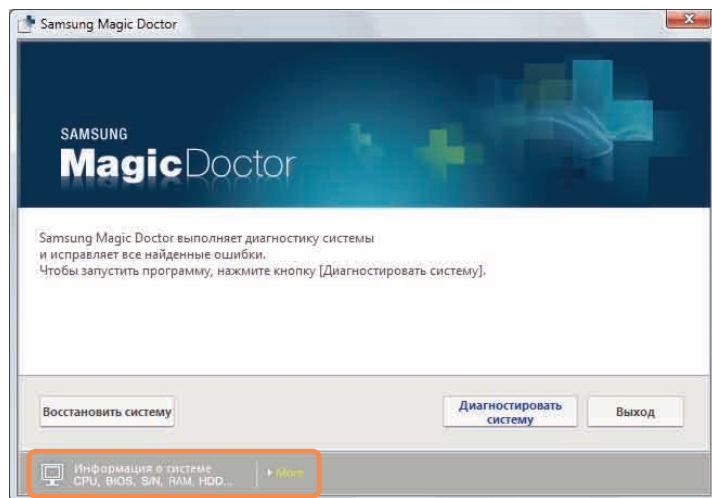 Samsung Magic Doctor
SAMSUNG
MagicDoctor
Samsung Magic Doctor выполняет диагностику системы
и исправляет все найденные ошибки.
Чтобы запустить программу, нажмите кнопку [Диагностировать систему].
Восстановить систему
Диагностировать
систему
Выход
Информация о системе
CPU, BIOS, S/N, RAM, HDD...
More